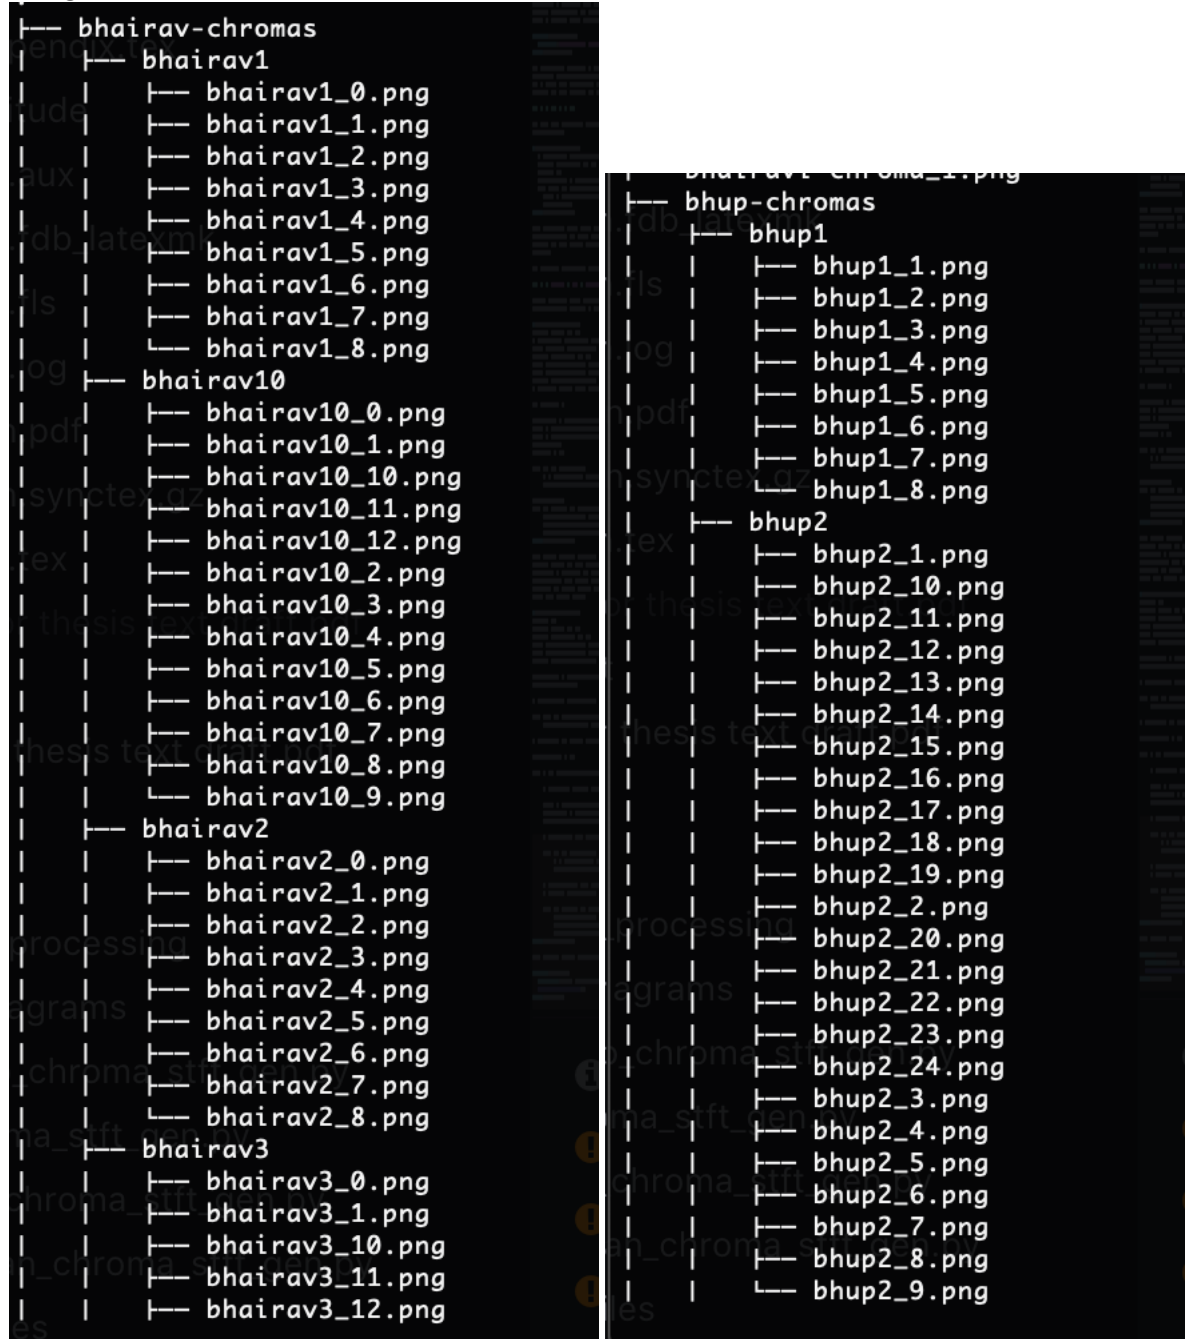 ├── bhairav-chromas
│   ├── bhairav1
│   │   ├── bhairav1_0.png
│   │   ├── bhairav1_1.png
│   │   ├── bhairav1_2.png
│   │   ├── bhairav1_3.png
│   │   ├── bhairav1_4.png
│   │   ├── bhairav1_5.png
│   │   ├── bhairav1_6.png
│   │   ├── bhairav1_7.png
│   │   └── bhairav1_8.png
│   ├── bhairav10
│   │   ├── bhairav10_0.png
│   │   ├── bhairav10_1.png
│   │   ├── bhairav10_10.png
│   │   ├── bhairav10_11.png
│   │   ├── bhairav10_12.png
│   │   ├── bhairav10_2.png
│   │   ├── bhairav10_3.png
│   │   ├── bhairav10_4.png
│   │   ├── bhairav10_5.png
│   │   ├── bhairav10_6.png
│   │   ├── bhairav10_7.png
│   │   ├── bhairav10_8.png
│   │   └── bhairav10_9.png
│   ├── bhairav2
│   │   ├── bhairav2_0.png
│   │   ├── bhairav2_1.png
│   │   ├── bhairav2_2.png
│   │   ├── bhairav2_3.png
│   │   ├── bhairav2_4.png
│   │   ├── bhairav2_5.png
│   │   ├── bhairav2_6.png
│   │   ├── bhairav2_7.png
│   │   └── bhairav2_8.png
│   ├── bhairav3
│   │   ├── bhairav3_0.png
│   │   ├── bhairav3_1.png
│   │   ├── bhairav3_10.png
│   │   ├── bhairav3_11.png
│   │   ├── bhairav3_12.png
├── bhup-chromas
│   ├── bhup1
│   │   ├── bhup1_1.png
│   │   ├── bhup1_2.png
│   │   ├── bhup1_3.png
│   │   ├── bhup1_4.png
│   │   ├── bhup1_5.png
│   │   ├── bhup1_6.png
│   │   ├── bhup1_7.png
│   │   └── bhup1_8.png
│   ├── bhup2
│   │   ├── bhup2_1.png
│   │   ├── bhup2_10.png
│   │   ├── bhup2_11.png
│   │   ├── bhup2_12.png
│   │   ├── bhup2_13.png
│   │   ├── bhup2_14.png
│   │   ├── bhup2_15.png
│   │   ├── bhup2_16.png
│   │   ├── bhup2_17.png
│   │   ├── bhup2_18.png
│   │   ├── bhup2_19.png
│   │   ├── bhup2_2.png
│   │   ├── bhup2_20.png
│   │   ├── bhup2_21.png
│   │   ├── bhup2_22.png
│   │   ├── bhup2_23.png
│   │   ├── bhup2_24.png
│   │   ├── bhup2_3.png
│   │   ├── bhup2_4.png
│   │   ├── bhup2_5.png
│   │   ├── bhup2_6.png
│   │   ├── bhup2_7.png
│   │   ├── bhup2_8.png
│   │   └── bhup2_9.png